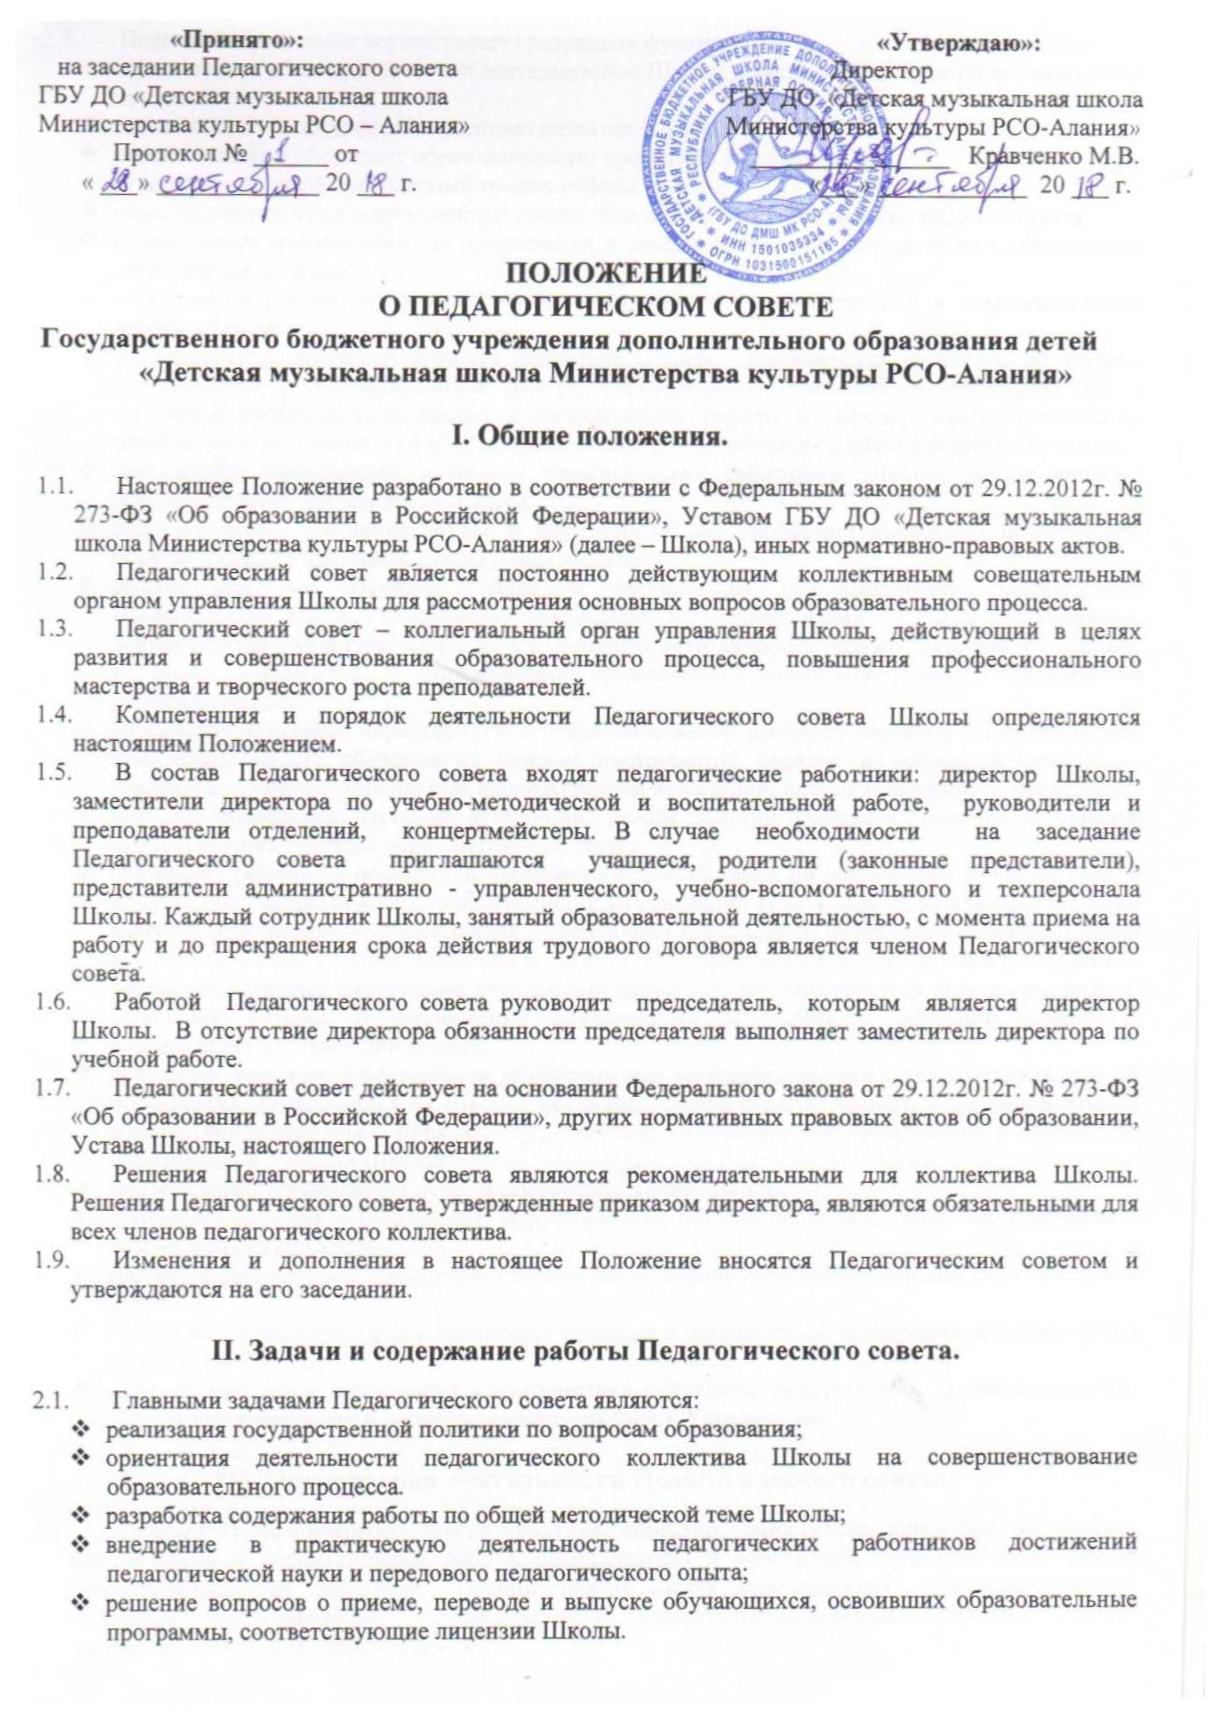 «Принято»:
на заседании Педагогического совета
ГБУ ДО «Детская музыкальная школа
Министерства культуры РСО – Алания»
Протокол № 1 от
« 28 » сентября 20 18 г.
«Утверждаю»:
Директор
ГБУ ДО «Детская музыкальная школа
Министерства культуры РСО-Алания»
Кравченко М.В.
« » сентября 20 18 г.
ИНН 1501035334
ОГРН 1031500151165
ПОЛОЖЕНИЕ
О ПЕДАГОГИЧЕСКОМ СОВЕТЕ
Государственного бюджетного учреждения дополнительного образования детей
«Детская музыкальная школа Министерства культуры РСО-Алания»
I. Общие положения.
1.1. Настоящее Положение разработано в соответствии с Федеральным законом от 29.12.2012г. №
273-ФЗ «Об образовании в Российской Федерации», Уставом ГБУ ДО «Детская музыкальная
школа Министерства культуры РСО-Алания» (далее – Школа), иных нормативно-правовых актов.
1.2. Педагогический совет является постоянно действующим коллективным совещательным
органом управления Школы для рассмотрения основных вопросов образовательного процесса.
1.3. Педагогический совет – коллегиальный орган управления Школы, действующий в целях
развития и совершенствования образовательного процесса, повышения профессионального
мастерства и творческого роста преподавателей.
1.4. Компетенция и порядок деятельности Педагогического совета Школы определяются
настоящим Положением.
1.5. В состав Педагогического совета входят педагогические работники: директор Школы,
заместители директора по учебно-методической и воспитательной работе, руководители и
преподаватели отделений, концертмейстеры. В случае необходимости на заседание
Педагогического совета приглашаются учащиеся, родители (законные представители),
представители административно - управленческого, учебно-вспомогательного и техперсонала
Школы. Каждый сотрудник Школы, занятый образовательной деятельностью, с момента приема на
работу и до прекращения срока действия трудового договора является членом Педагогического
совета.
1.6. Работой Педагогического совета руководит председатель, которым является директор
Школы. В отсутствие директора обязанности председателя выполняет заместитель директора по
учебной работе.
1.7. Педагогический совет действует на основании Федерального закона от 29.12.2012г. № 273-ФЗ
«Об образовании в Российской Федерации», других нормативных правовых актов об образовании,
Устава Школы, настоящего Положения.
1.8. Решения Педагогического совета являются рекомендательными для коллектива Школы.
Решения Педагогического совета, утвержденные приказом директора, являются обязательными для
всех членов педагогического коллектива.
1.9. Изменения и дополнения в настоящее Положение вносятся Педагогическим советом и
утверждаются на его заседании.
II. Задачи и содержание работы Педагогического совета.
2.1. Главными задачами Педагогического совета являются:
❖ реализация государственной политики по вопросам образования;
❖ ориентация деятельности педагогического коллектива Школы на совершенствование
образовательного процесса.
❖ разработка содержания работы по общей методической теме Школы;
❖ внедрение в практическую деятельность педагогических работников достижений
педагогической науки и передового педагогического опыта;
❖ решение вопросов о приеме, переводе и выпуске обучающихся, освоивших образовательные
программы, соответствующие лицензии Школы.